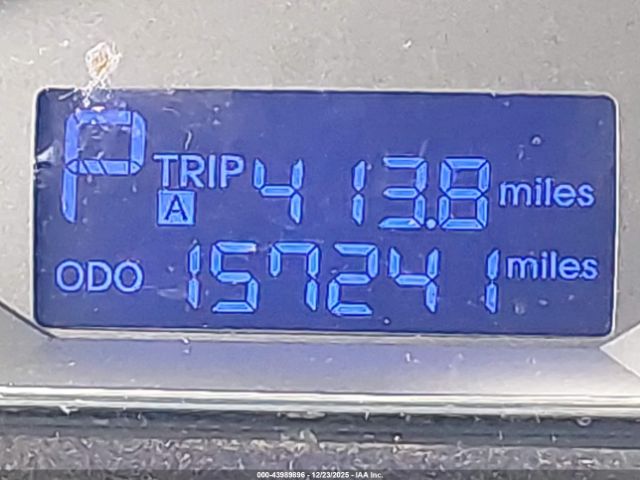 P TRIP A 413.8 miles
ODO 157241 miles
000-43989896 - 12/23/2025 - IAA Inc.